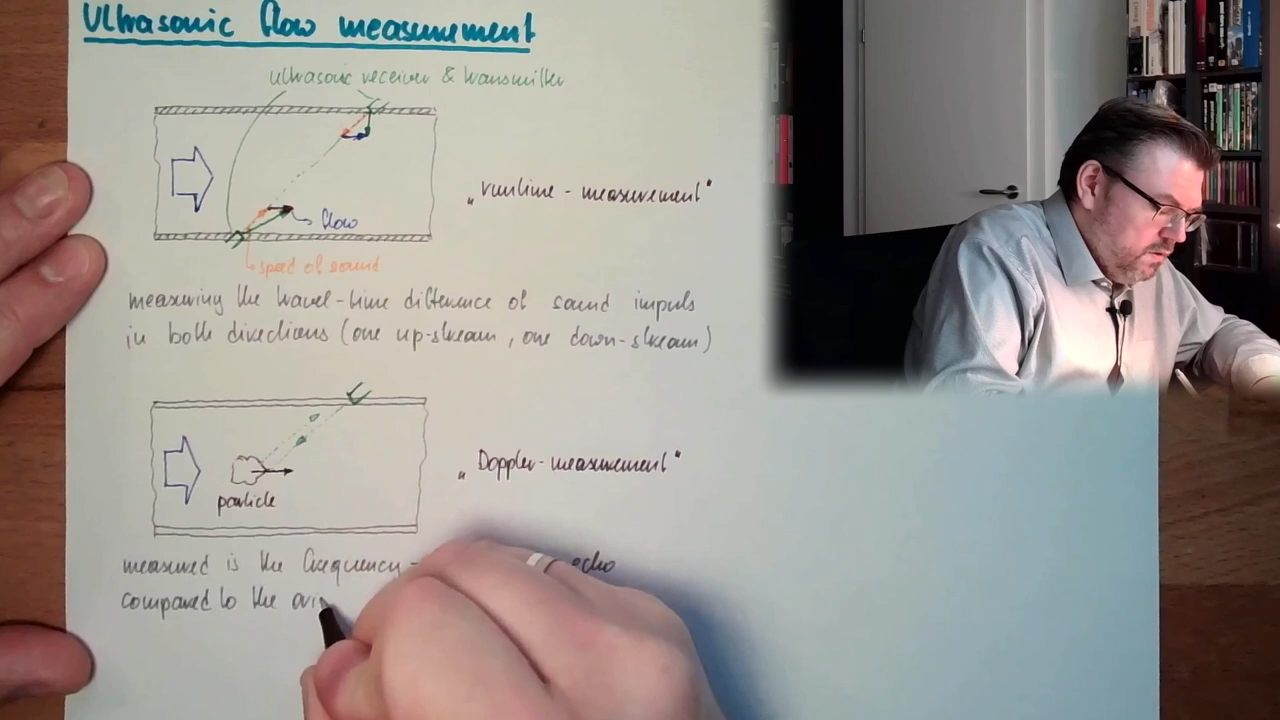 Ultrasonic flow measurement
ultrasonic receiver & transmitter
„runtime-measurement“
flow
speed of sound
measuring the travel-time difference of sound impuls
in both directions (one up-stream, one down-stream)
„Doppler-measurement“
particle
measured is the frequency- echo
compared to the ori